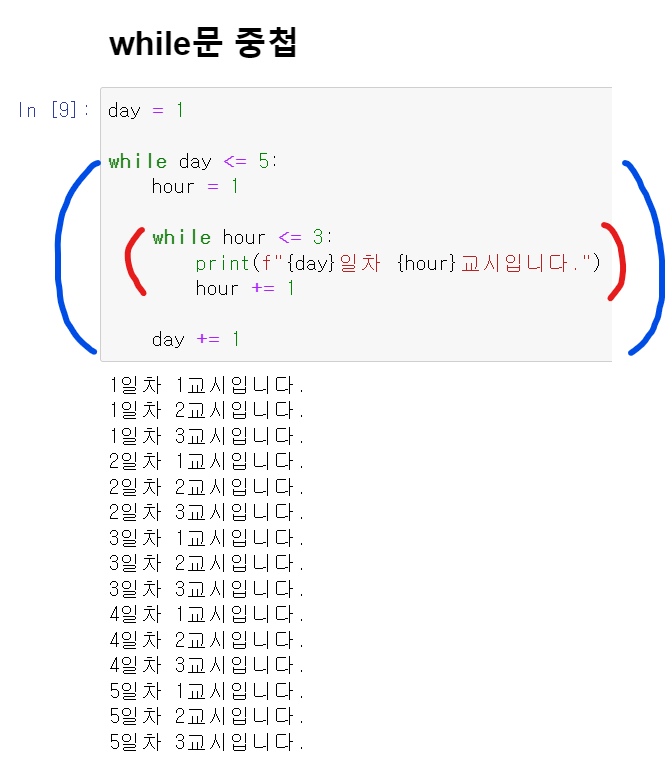 while문 중첩
In [9]: day = 1
while day <= 5:
    hour = 1
    while hour <= 3:
        print(f"{day}일차 {hour}교시입니다.")
        hour += 1
    day += 1
1일차 1교시입니다.
1일차 2교시입니다.
1일차 3교시입니다.
2일차 1교시입니다.
2일차 2교시입니다.
2일차 3교시입니다.
3일차 1교시입니다.
3일차 2교시입니다.
3일차 3교시입니다.
4일차 1교시입니다.
4일차 2교시입니다.
4일차 3교시입니다.
5일차 1교시입니다.
5일차 2교시입니다.
5일차 3교시입니다.